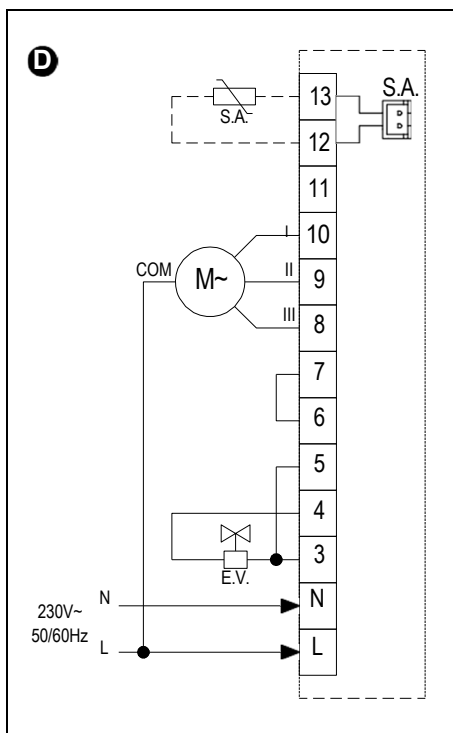 D
13 S.A.
S.A.
12
11
I 10
COM M~ II 9
III 8
7
6
5
4
3
E.V.
N N
230V~
50/60Hz
L L